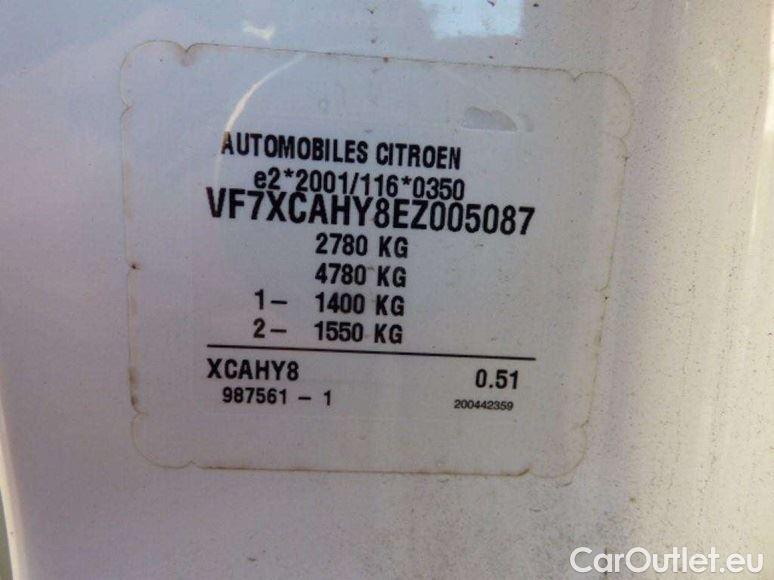 AUTOMOBILES CITROEN
e2*2001/116*0350
VF7XCAHY8EZ005087
2780 KG
4780 KG
1- 1400 KG
2- 1550 KG
XCAHY8 0.51
987561 - 1 200442359
CarOutlet.eu